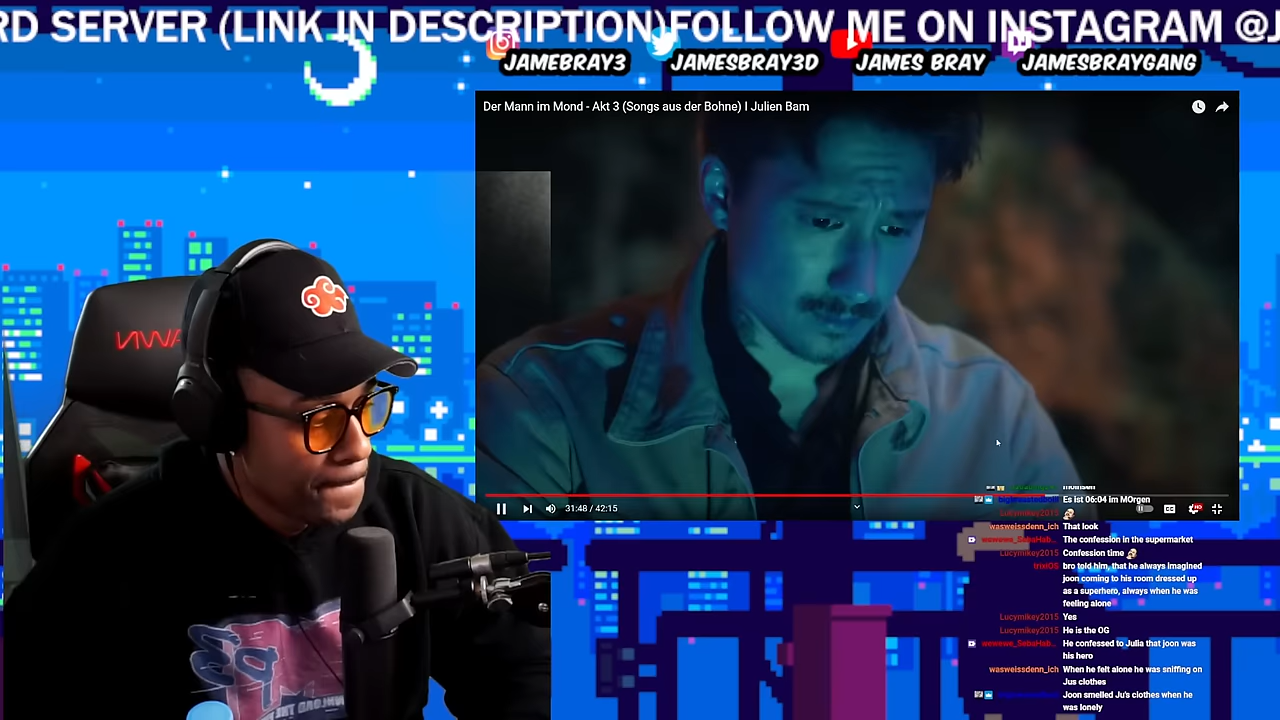 RD SERVER (LINK IN DESCRIPTION)FOLLOW ME ON INSTAGRAM @J
JAMEBRAY3
JAMESBRAY3D
JAMES BRAY
JAMESBRAYGANG
Der Mann im Mond - Akt 3 (Songs aus der Bohne) I Julien Bam
31:48 / 42:15
Es ist 06:04 im MOrgen
Lucymikey2015
wasweissdenn_ich That look
The confession in the supermarket
Lucymikey2015 Confession time
bro told him, that he always imagined
joon coming to his room dressed up
as a superhero, always when he was
feeling alone
Lucymikey2015 Yes
Lucymikey2015 He is the OG
He confessed to Julia that joon was
his hero
wasweissdenn_ich When he felt alone he was sniffing on
Jus clothes
Joon smelled Ju's clothes when he
was lonely